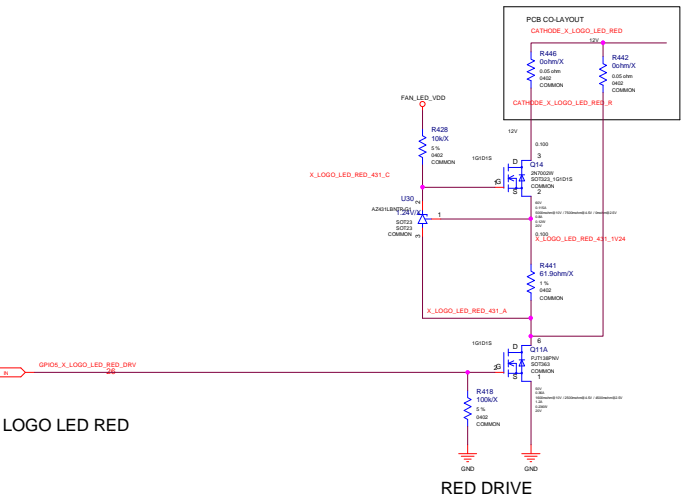 PCB CO-LAYOUT
CATHODE_X_LOGO_LED_RED
12V
R446
0ohm/X
0.05 ohm
0402
COMMON
R442
0ohm/X
0.05 ohm
0402
COMMON
CATHODE_X_LOGO_LED_RED_R
FAN_LED_VDD
R428
10k/X
5 %
0402
COMMON
12V
0.100
3
D
Q14
2N7002W
SOT323_1G1D1S
COMMON
1G1D1S
1
G
S
2
X_LOGO_LED_RED_431_C
U30
2
1.24V/X
SOT23
SOT23
COMMON
3
1
0.100
X_LOGO_LED_RED_431_1V24
R441
61.9ohm/X
1 %
0402
COMMON
X_LOGO_LED_RED_431_A
6
1G1D1S
D
Q11A
PJT138PNV
SOT363
COMMON
2
G
S
1
IN
GPIO5_X_LOGO_LED_RED_DRV
26
R418
100k/X
5 %
0402
COMMON
GND
GND
LOGO LED RED
RED DRIVE